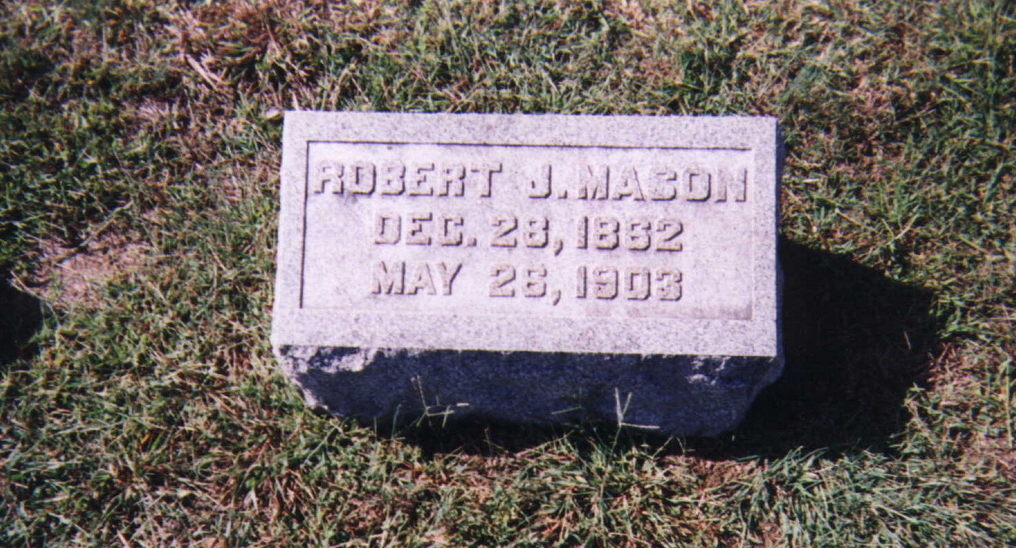 ROBERT J. MASON
DEC. 28, 1862
MAY 26, 1903